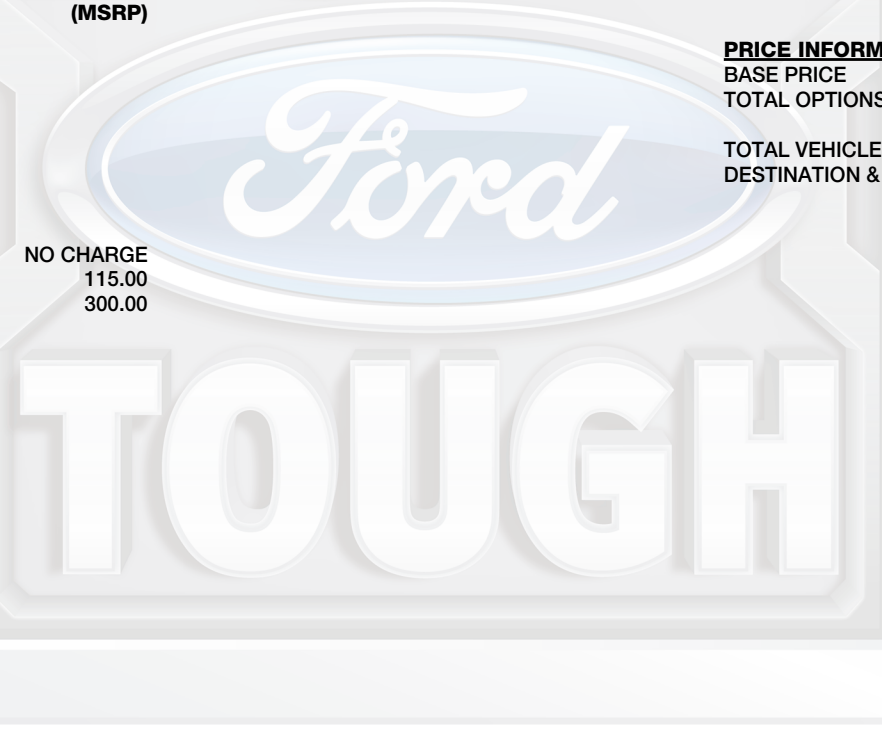 (MSRP)
PRICE INFORM
BASE PRICE
TOTAL OPTIONS
TOTAL VEHICLE
DESTINATION &
NO CHARGE
115.00
300.00
Ford
TOUGH